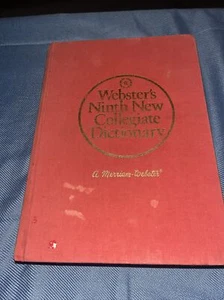 Webster's
Ninth New
Collegiate
Dictionary
A Merriam-Webster®